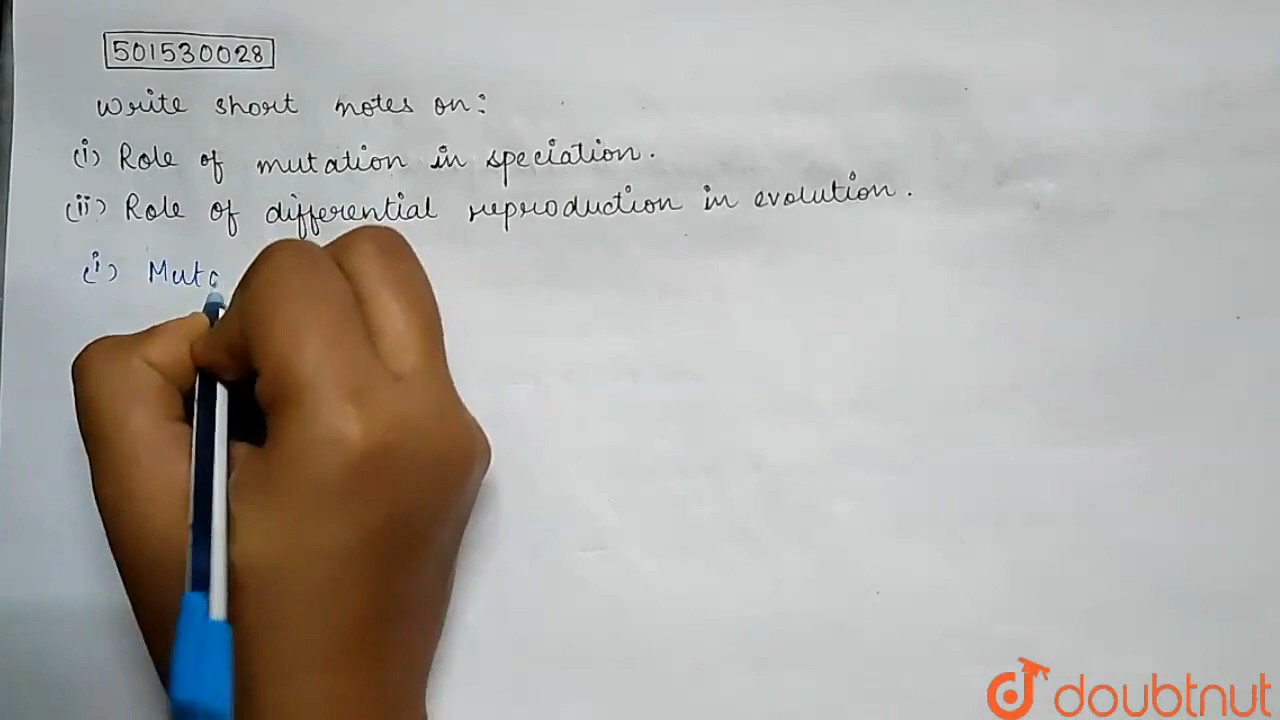 501530028
write short notes on:
(i) Role of mutation in speciation.
(ii) Role of differential reproduction in evolution.
(i) Muta
doubtnut